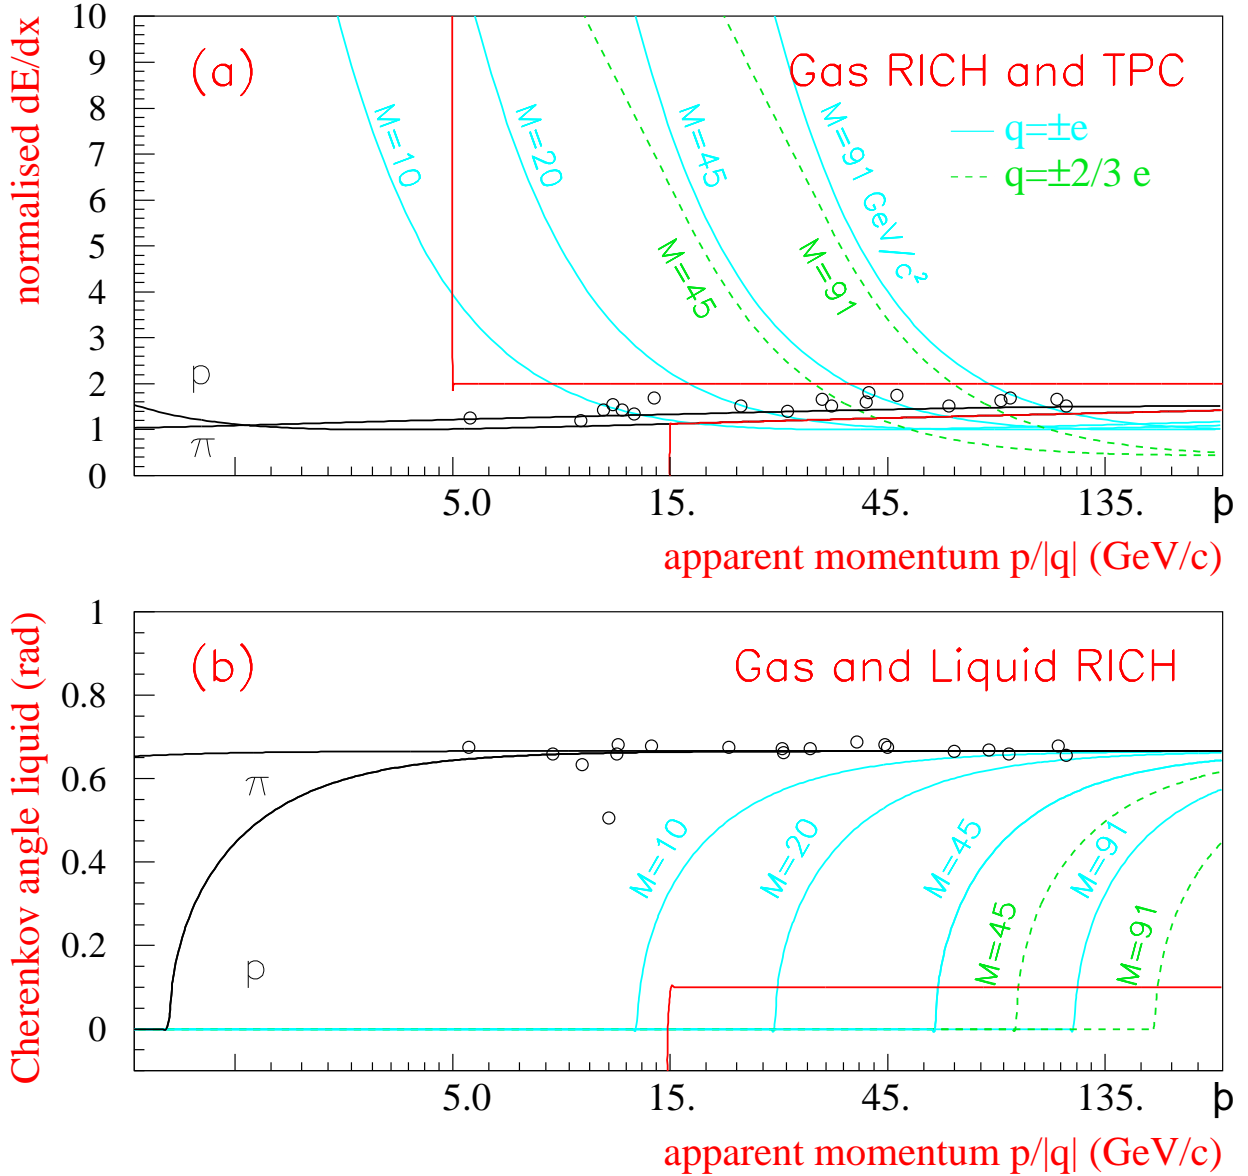 10
9
8
7
6
5
4
3
2
1
0
normalised dE/dx
(a)
Gas RICH and TPC
q=±e
q=±2/3 e
M=10
M=20
M=45
M=91 GeV/c²
M=45
M=91
p
π
5.0
15.
45.
135.
p
apparent momentum p/|q| (GeV/c)
1
0.8
0.6
0.4
0.2
0
Cherenkov angle liquid (rad)
(b)
Gas and Liquid RICH
π
p
M=10
M=20
M=45
M=91
M=45
M=91
5.0
15.
45.
135.
p
apparent momentum p/|q| (GeV/c)